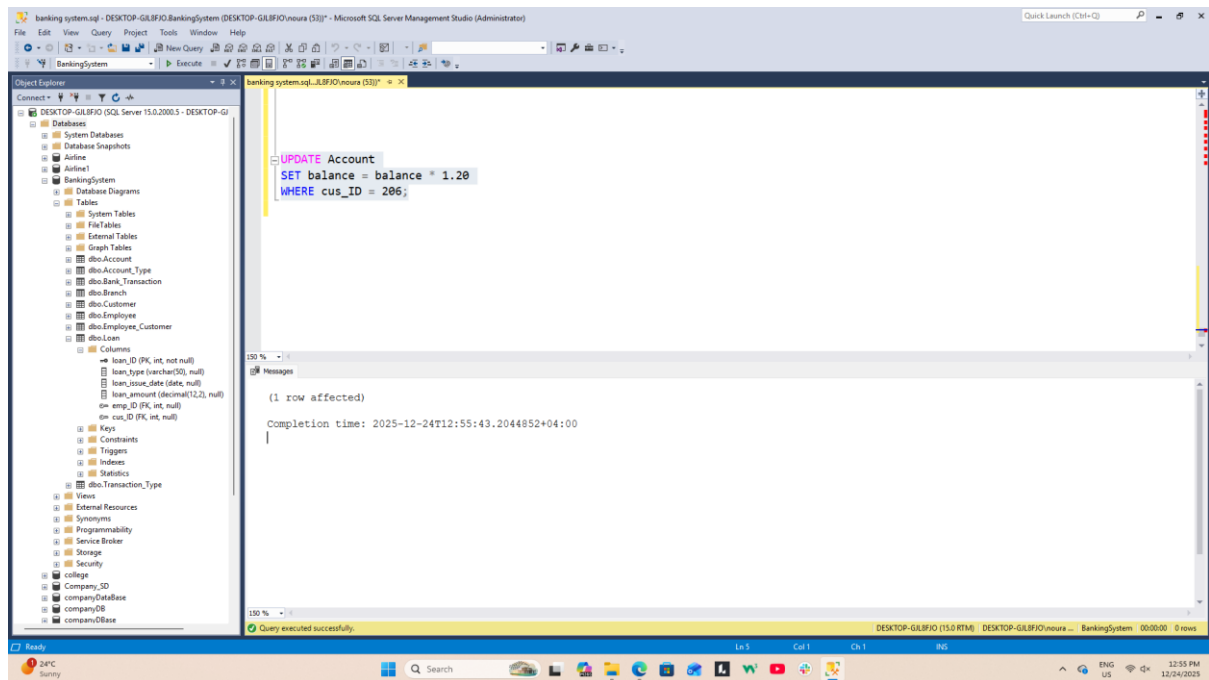 banking system.sql - DESKTOP-GJL8FJO.BankingSystem (DESKTOP-GJL8FJO\noura (53))* - Microsoft SQL Server Management Studio (Administrator)
Quick Launch (Ctrl+Q)
File Edit View Query Project Tools Window Help
New Query
BankingSystem
Execute
Object Explorer
banking system.sql...JL8FJO\noura (53))*
Connect
DESKTOP-GJL8FJO (SQL Server 15.0.2000.5 - DESKTOP-GJ
Databases
System Databases
Database Snapshots
Airline
Airline1
BankingSystem
Database Diagrams
Tables
System Tables
FileTables
External Tables
Graph Tables
dbo.Account
dbo.Account_Type
dbo.Bank_Transaction
dbo.Branch
dbo.Customer
dbo.Employee
dbo.Employee_Customer
dbo.Loan
Columns
loan_ID (PK, int, not null)
loan_type (varchar(50), null)
loan_issue_date (date, null)
loan_amount (decimal(12,2), null)
emp_ID (FK, int, null)
cus_ID (FK, int, null)
Keys
Constraints
Triggers
Indexes
Statistics
dbo.Transaction_Type
Views
External Resources
Synonyms
Programmability
Service Broker
Storage
Security
college
Company_SD
companyDataBase
companyDB
companyDBase
UPDATE Account
SET balance = balance * 1.20
WHERE cus_ID = 206;
150 %
Messages
(1 row affected)
Completion time: 2025-12-24T12:55:43.2044852+04:00
150 %
Query executed successfully.
DESKTOP-GJL8FJO (15.0 RTM) DESKTOP-GJL8FJO\noura ... BankingSystem 00:00:00 0 rows
Ready
Ln 5 Col 1 Ch 1 INS
1
24°C
Sunny
Search
ENG
US
12:55 PM
12/24/2025